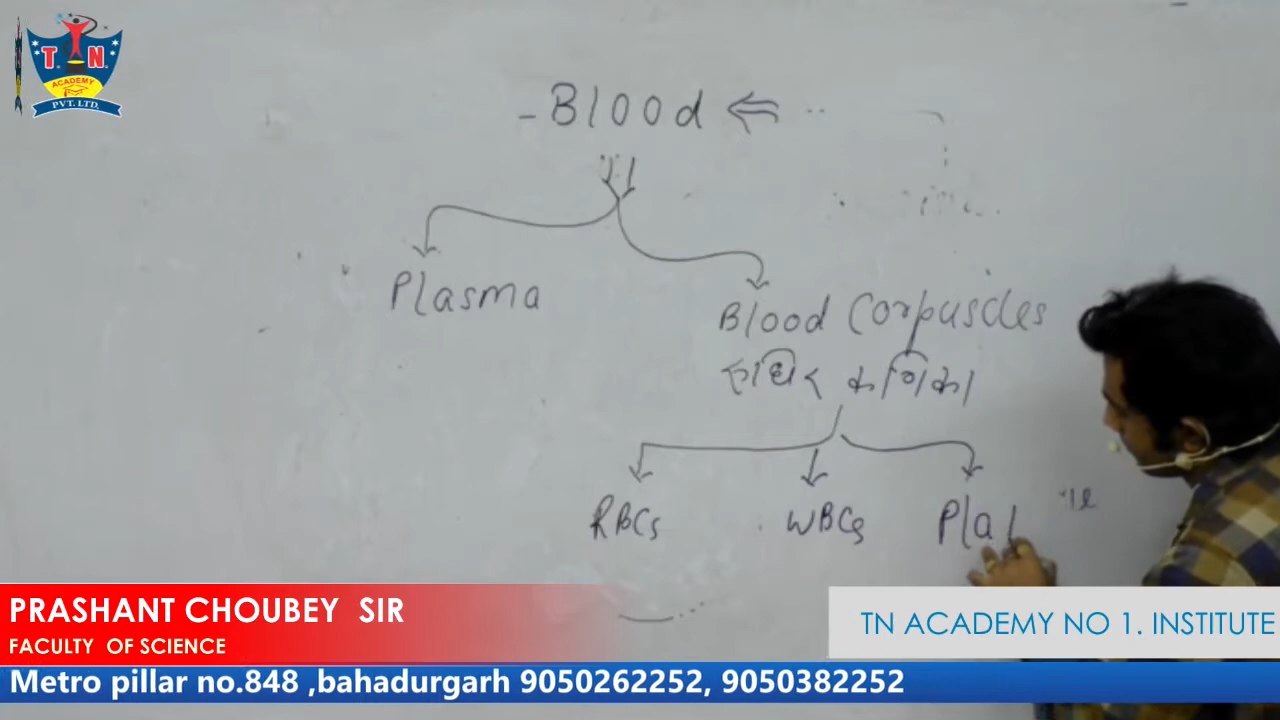 T. N.
ACADEMY
PVT. LTD.
- Blood
Plasma
Blood Corpuscles
रूधिर कणिका
RBCs WBCs Plat
PRASHANT CHOUBEY SIR
FACULTY OF SCIENCE
TN ACADEMY NO 1. INSTITUTE
Metro pillar no.848 ,bahadurgarh 9050262252, 9050382252